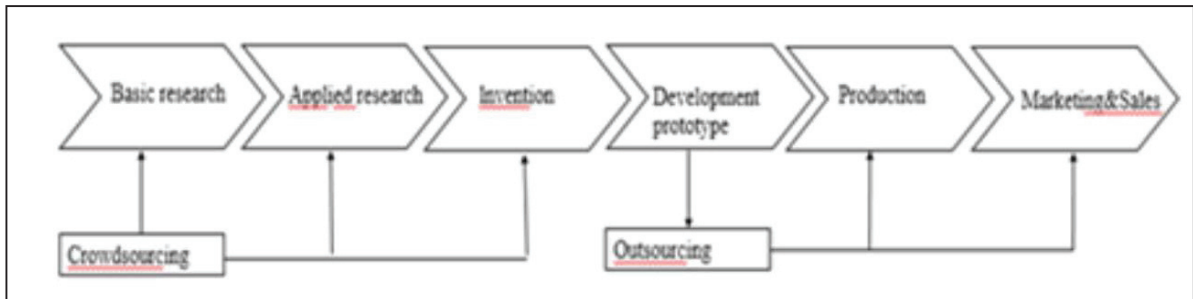 Basic research
Applied research
Invention
Development
prototype
Production
Marketing&Sales
Crowdsourcing
Outsourcing